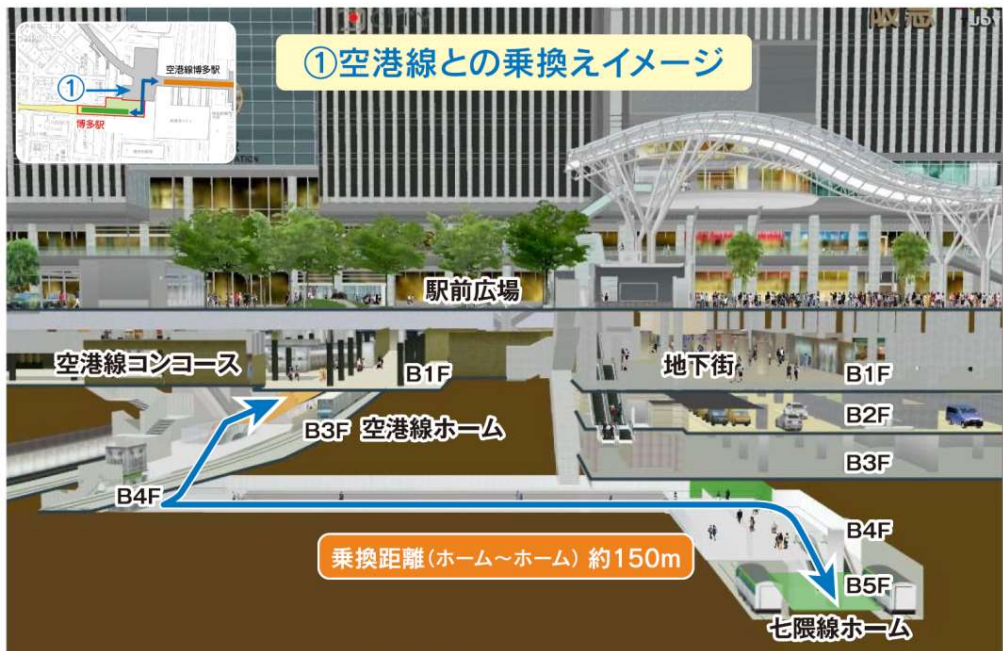 ①空港線との乗換えイメージ
空港線博多駅
①
博多駅
阪急
駅前広場
空港線コンコース
B1F
地下街
B1F
B3F 空港線ホーム
B2F
B3F
B4F
B4F
乗換距離(ホーム〜ホーム) 約150m
B5F
七隈線ホーム